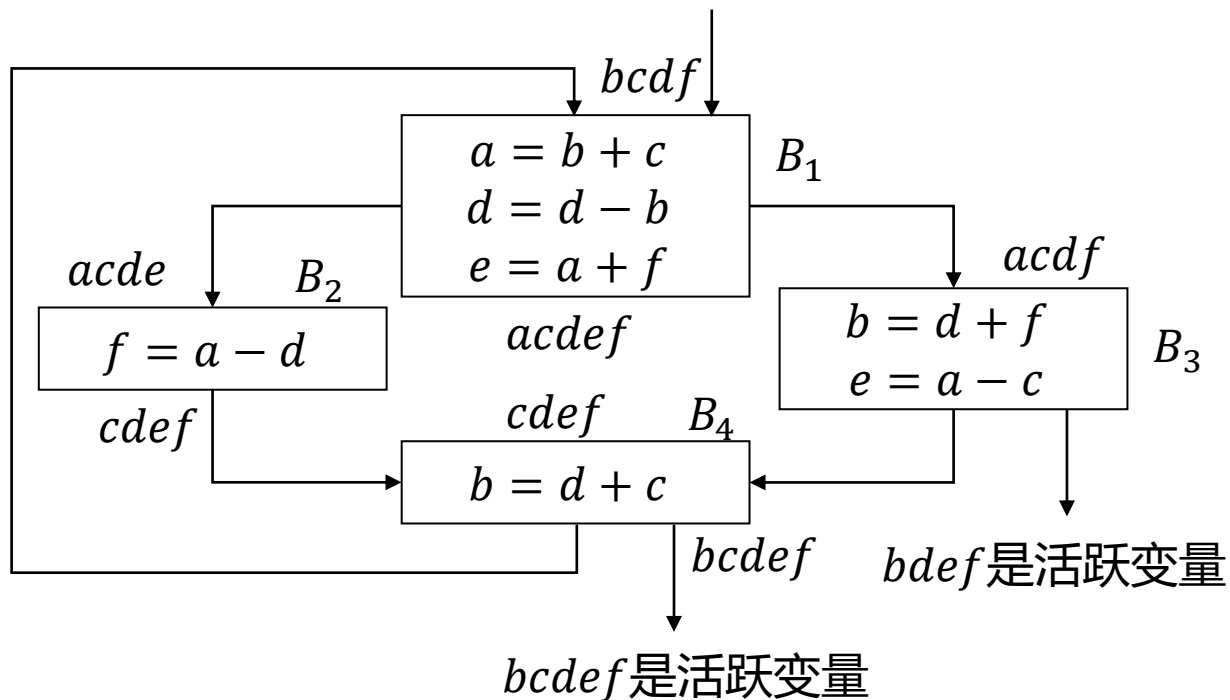 bcdf
a = b + c
d = d − b
e = a + f
B₁
acde
B₂
acdf
f = a − d
acdef
b = d + f
e = a − c
B₃
cdef
cdef
B₄
b = d + c
bcdef
bdef是活跃变量
bcdef是活跃变量